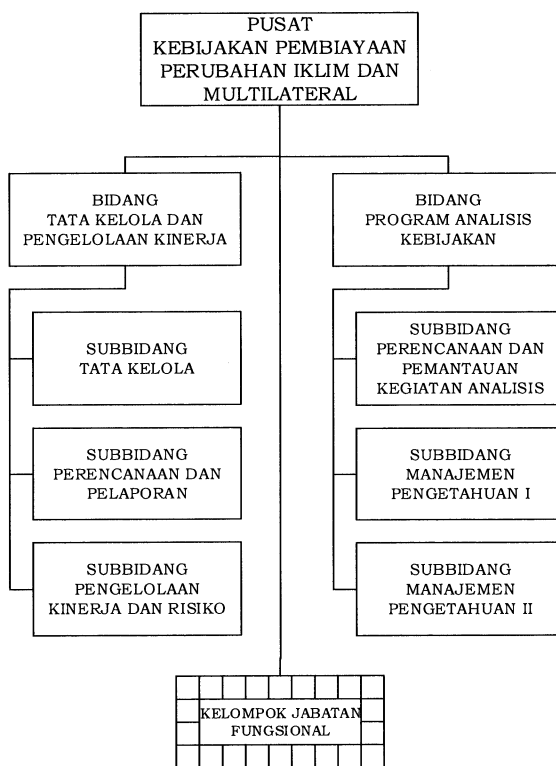 PUSAT
KEBIJAKAN PEMBIAYAAN
PERUBAHAN IKLIM DAN
MULTILATERAL
BIDANG
TATA KELOLA DAN
PENGELOLAAN KINERJA
BIDANG
PROGRAM ANALISIS
KEBIJAKAN
SUBBIDANG
TATA KELOLA
SUBBIDANG
PERENCANAAN DAN
PELAPORAN
SUBBIDANG
PENGELOLAAN
KINERJA DAN RISIKO
SUBBIDANG
PERENCANAAN DAN
PEMANTAUAN
KEGIATAN ANALISIS
SUBBIDANG
MANAJEMEN
PENGETAHUAN I
SUBBIDANG
MANAJEMEN
PENGETAHUAN II
KELOMPOK JABATAN
FUNGSIONAL